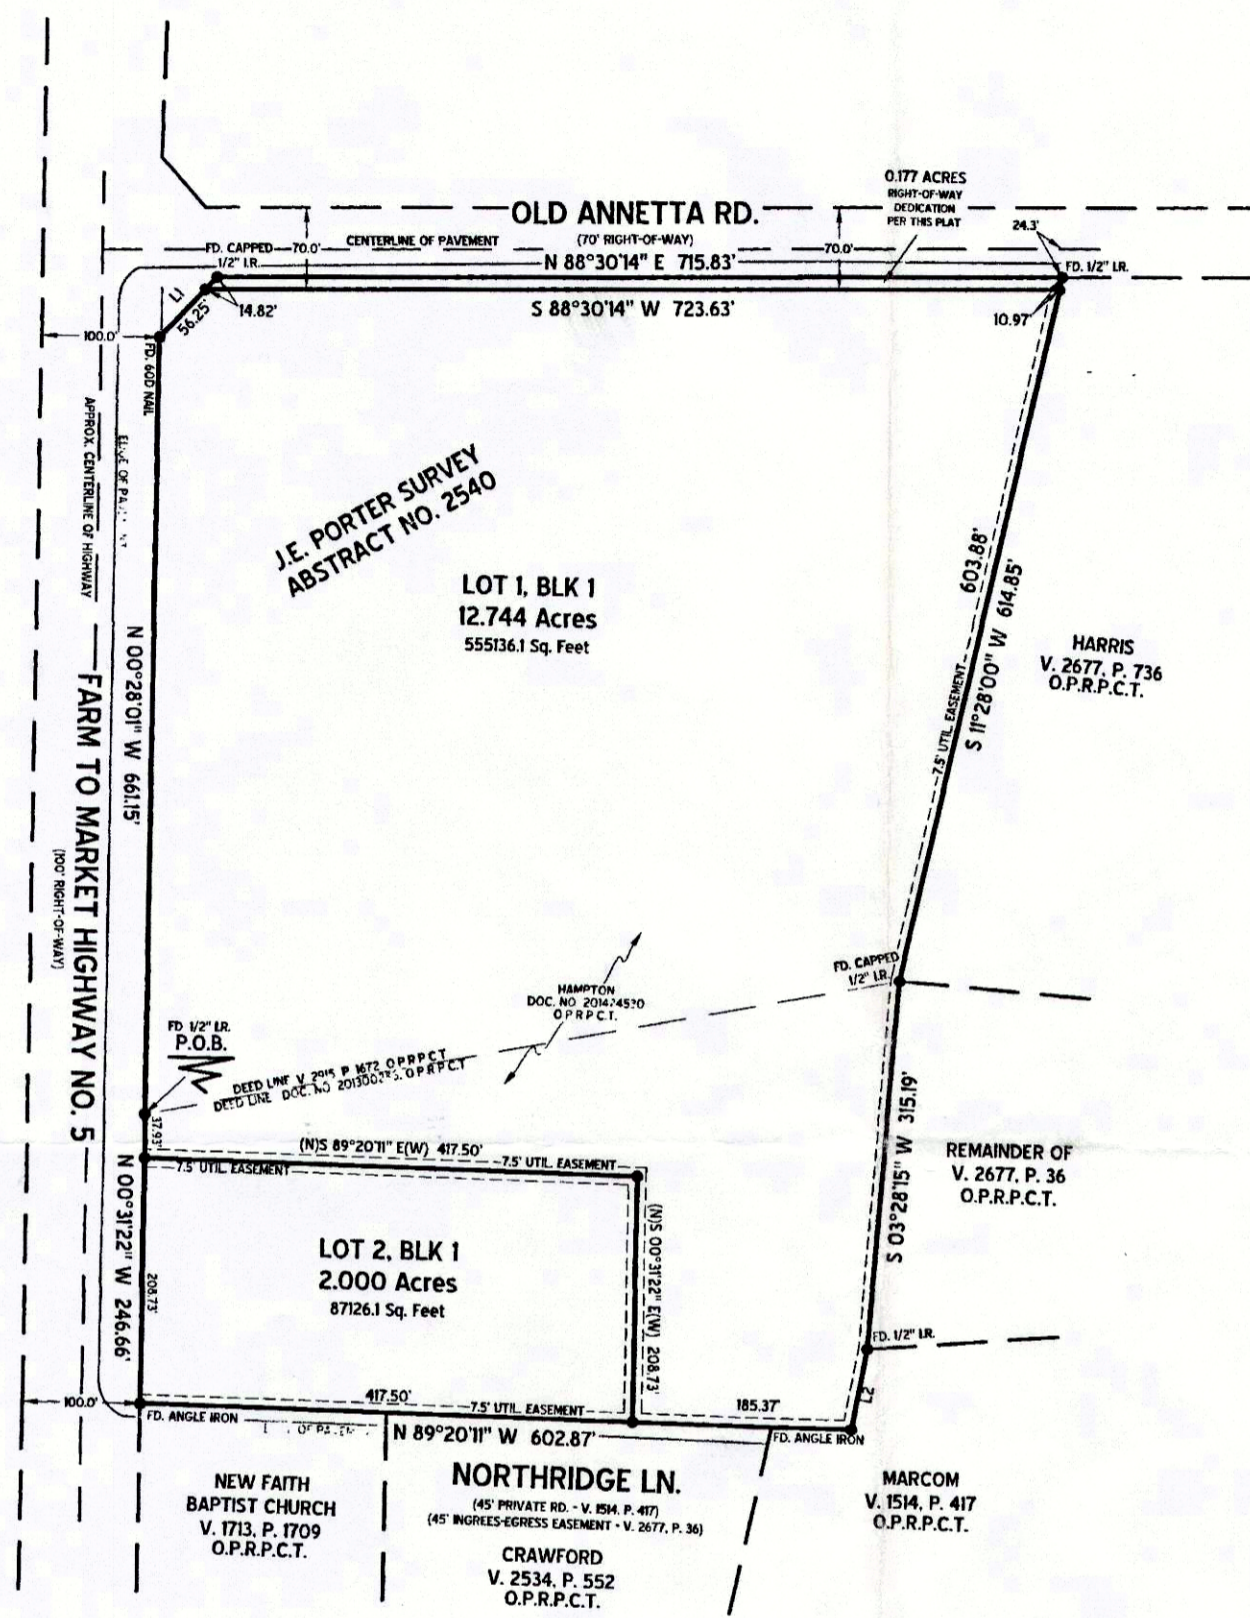 0.177 ACRES
RIGHT-OF-WAY
DEDICATION
PER THIS PLAT
OLD ANNETTA RD.
(70' RIGHT-OF-WAY)
24.3'
FD. CAPPED
1/2" I.R.
70.0'
CENTERLINE OF PAVEMENT
70.0'
N 88°30'14" E 715.83'
FD. 1/2" I.R.
L1
56.25'
14.82'
S 88°30'14" W 723.63'
10.97'
100.0'
FD. 60D NAIL
APPROX. CENTERLINE OF HIGHWAY
J.E. PORTER SURVEY
ABSTRACT NO. 2540
LOT 1, BLK 1
12.744 Acres
555136.1 Sq. Feet
603.88'
S 11°28'00" W 614.85'
7.5' UTIL. EASEMENT
HARRIS
V. 2677, P. 736
O.P.R.P.C.T.
N 00°28'01" W 661.15'
FARM TO MARKET HIGHWAY NO. 5
(100' RIGHT-OF-WAY)
FD. CAPPED
1/2" I.R.
HAMPTON
DOC. NO.
O.P.R.P.C.T.
FD 1/2" I.R.
P.O.B.
DEED LINE V. 2915 P 1672 O.P.R.P.C.T
DEED LINE DOC. NO O.P.R.P.C.T
37.93'
(N)S 89°20'11" E(W) 417.50'
7.5' UTIL. EASEMENT
7.5' UTIL. EASEMENT
S 03°28'15" W 315.19'
REMAINDER OF
V. 2677, P. 36
O.P.R.P.C.T.
N 00°31'22" W 246.66'
208.73'
LOT 2, BLK 1
2.000 Acres
87126.1 Sq. Feet
(N)S 00°31'22" E(W) 208.73'
FD. 1/2" I.R.
L2
100.0'
417.50'
7.5' UTIL. EASEMENT
185.37'
FD. ANGLE IRON
N 89°20'11" W 602.87'
FD. ANGLE IRON
NORTHRIDGE LN.
(45' PRIVATE RD. - V. 1514, P. 417)
(45' INGREES-EGRESS EASEMENT - V. 2677, P. 36)
NEW FAITH
BAPTIST CHURCH
V. 1713, P. 1709
O.P.R.P.C.T.
CRAWFORD
V. 2534, P. 552
O.P.R.P.C.T.
MARCOM
V. 1514, P. 417
O.P.R.P.C.T.